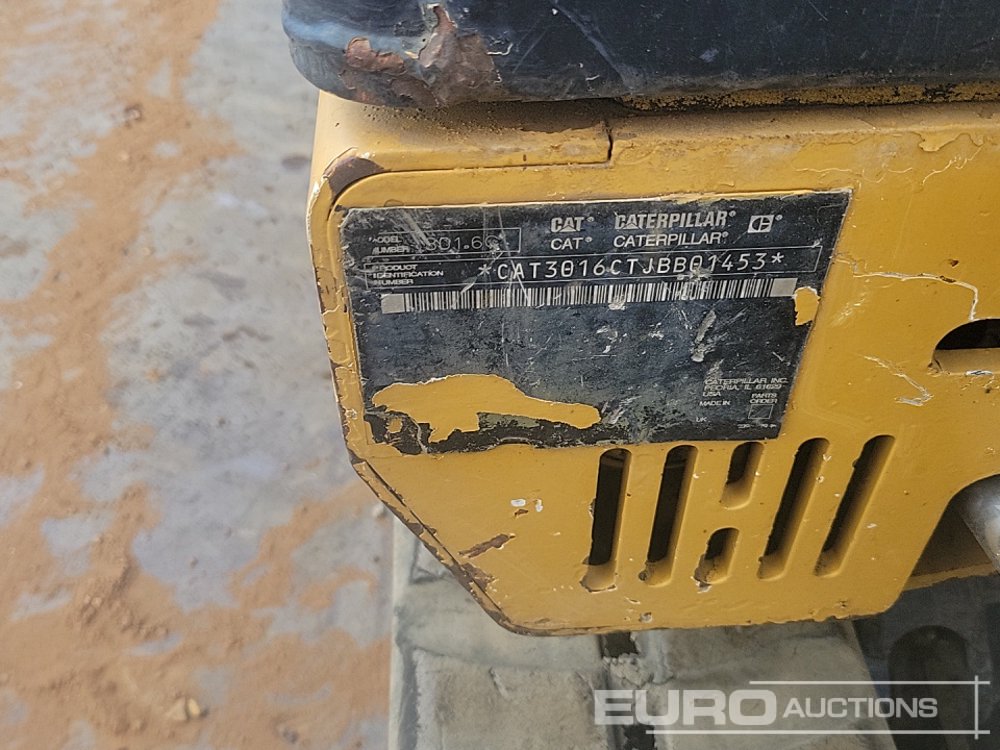 CAT® CATERPILLAR®
MODEL NUMBER 301.6C CAT® CATERPILLAR®
PRODUCT IDENTIFICATION NUMBER *CAT3016CTJBB01453*
CATERPILLAR INC.
PEORIA, IL 61629
USA
PARTS ORDER
MADE IN
UK
EURO AUCTIONS